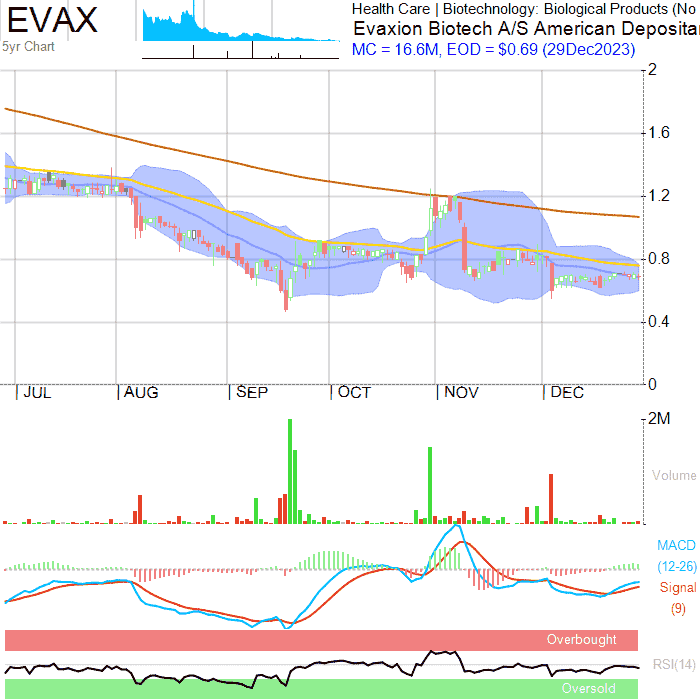 EVAX
5yr Chart
Health Care | Biotechnology: Biological Products (No
Evaxion Biotech A/S American Depositar
MC = 16.6M, EOD = $0.69 (29Dec2023)
2
1.6
1.2
0.8
0.4
0
JUL AUG SEP OCT NOV DEC
2M
Volume
MACD
(12-26)
Signal
(9)
Overbought
RSI(14)
Oversold